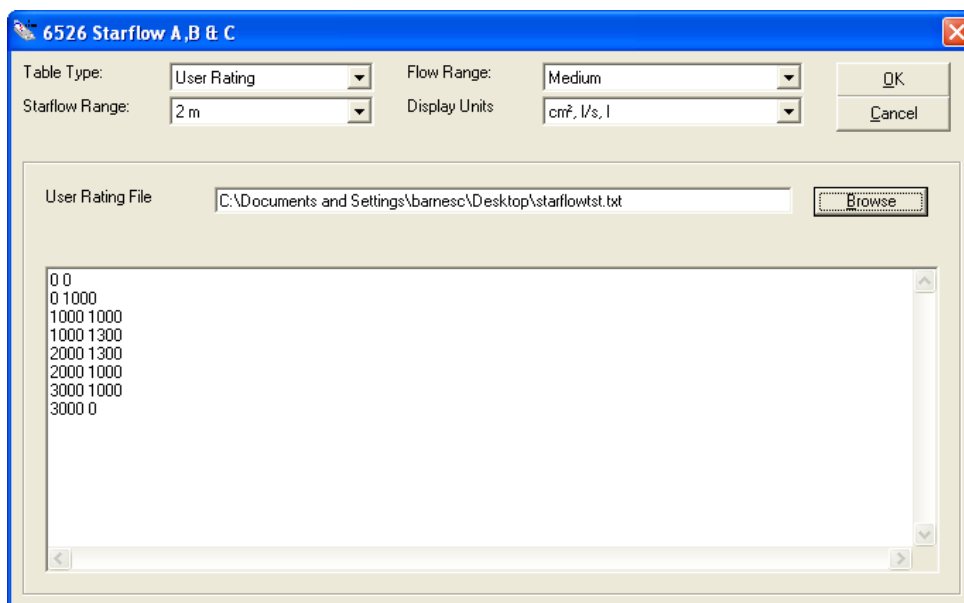 6526 Starflow A,B & C
Table Type: User Rating Flow Range: Medium OK
Starflow Range: 2 m Display Units cm², l/s, l Cancel
User Rating File C:\Documents and Settings\barnesc\Desktop\starflowtst.txt Browse
0 0
0 1000
1000 1000
1000 1300
2000 1300
2000 1000
3000 1000
3000 0